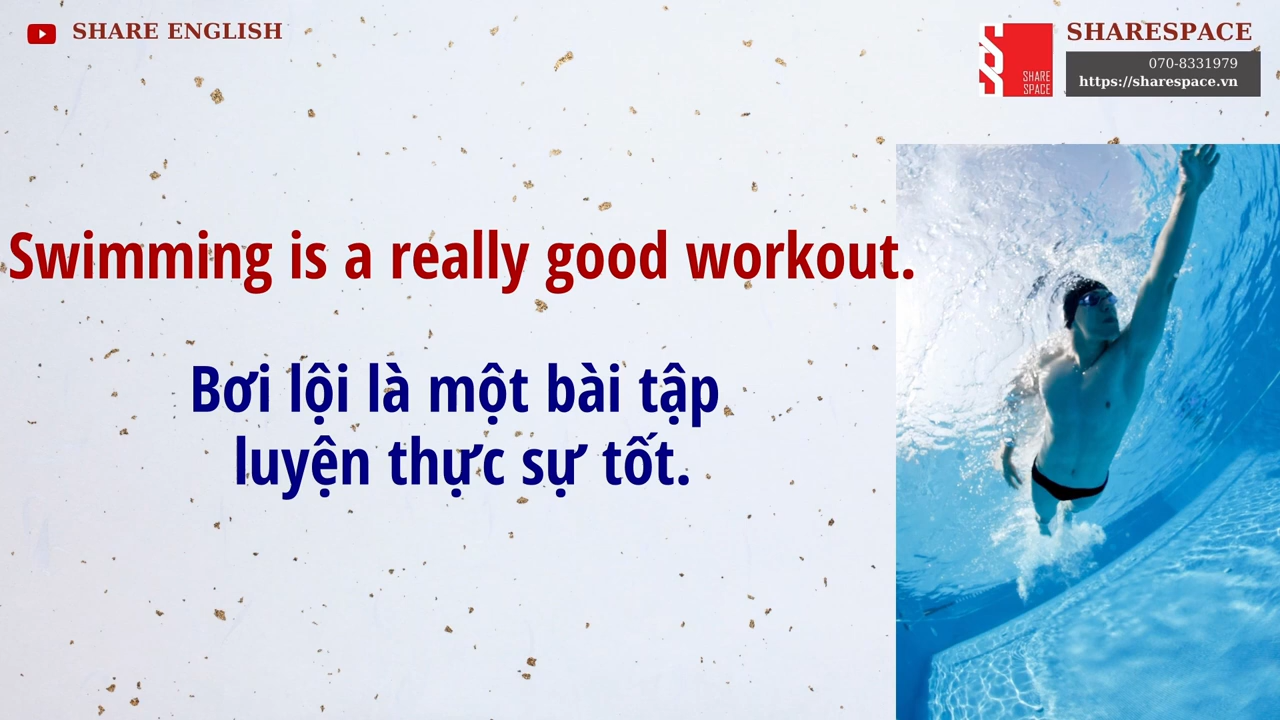 SHARE ENGLISH
SHARESPACE
070-8331979
https://sharespace.vn
SHARE
SPACE
Swimming is a really good workout.
Bơi lội là một bài tập
luyện thực sự tốt.